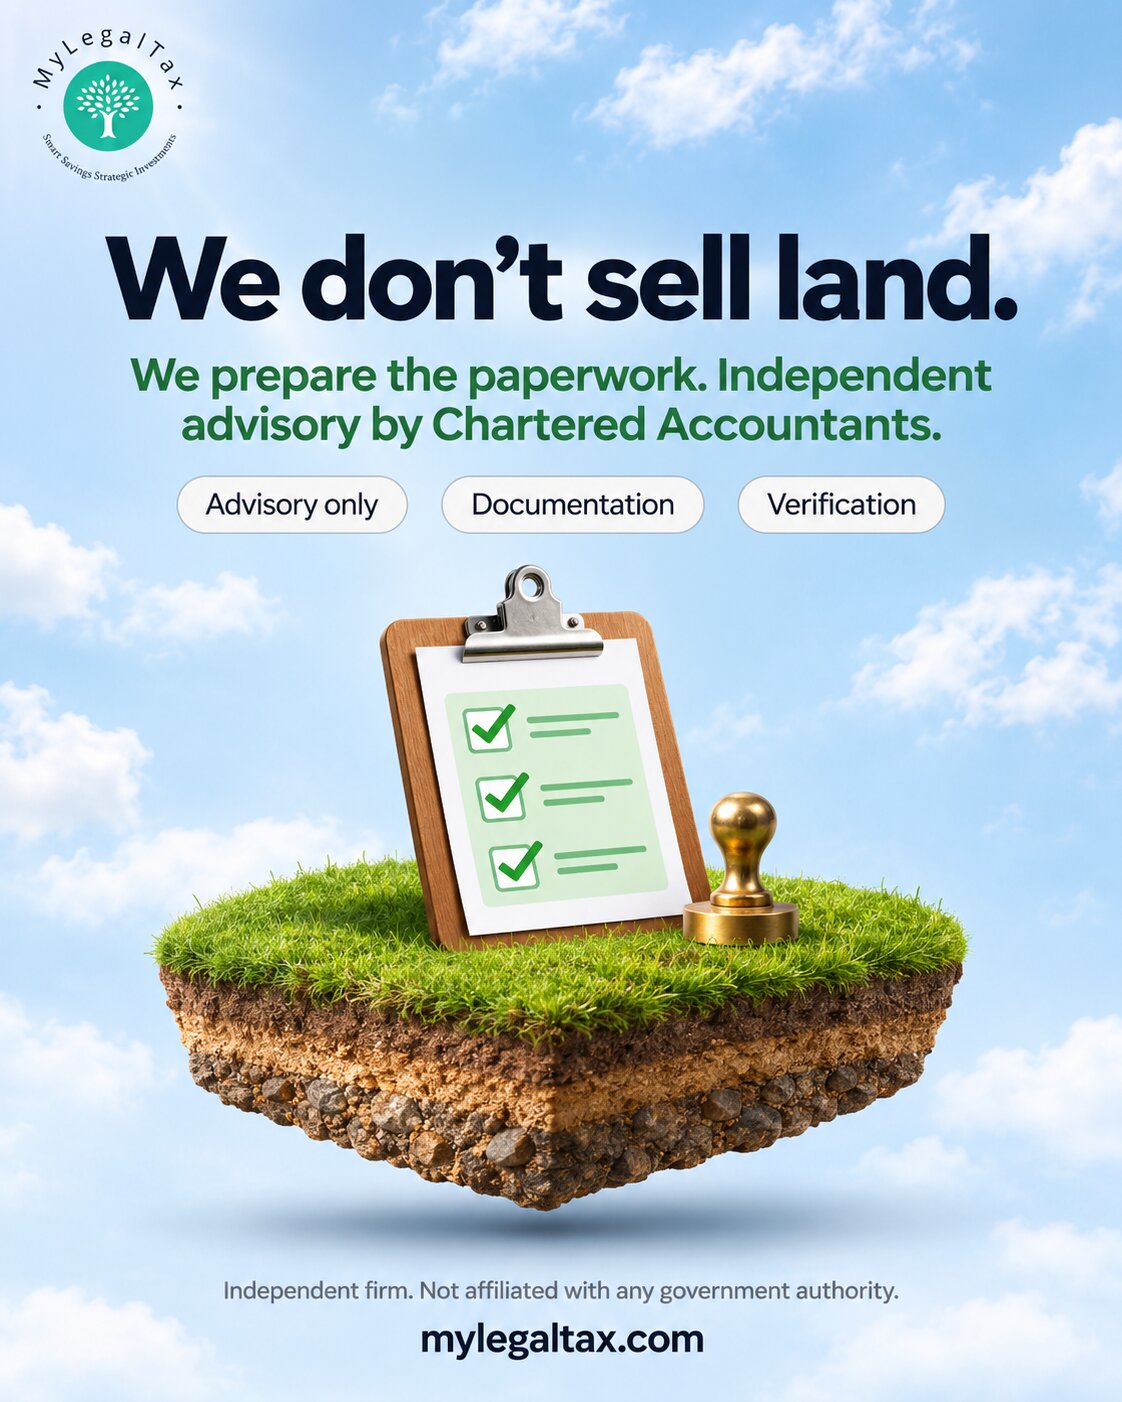 MyLegalTax
Smart Savings Strategic Investments
We don't sell land.
We prepare the paperwork. Independent
advisory by Chartered Accountants.
Advisory only
Documentation
Verification
Independent firm. Not affiliated with any government authority.
mylegaltax.com